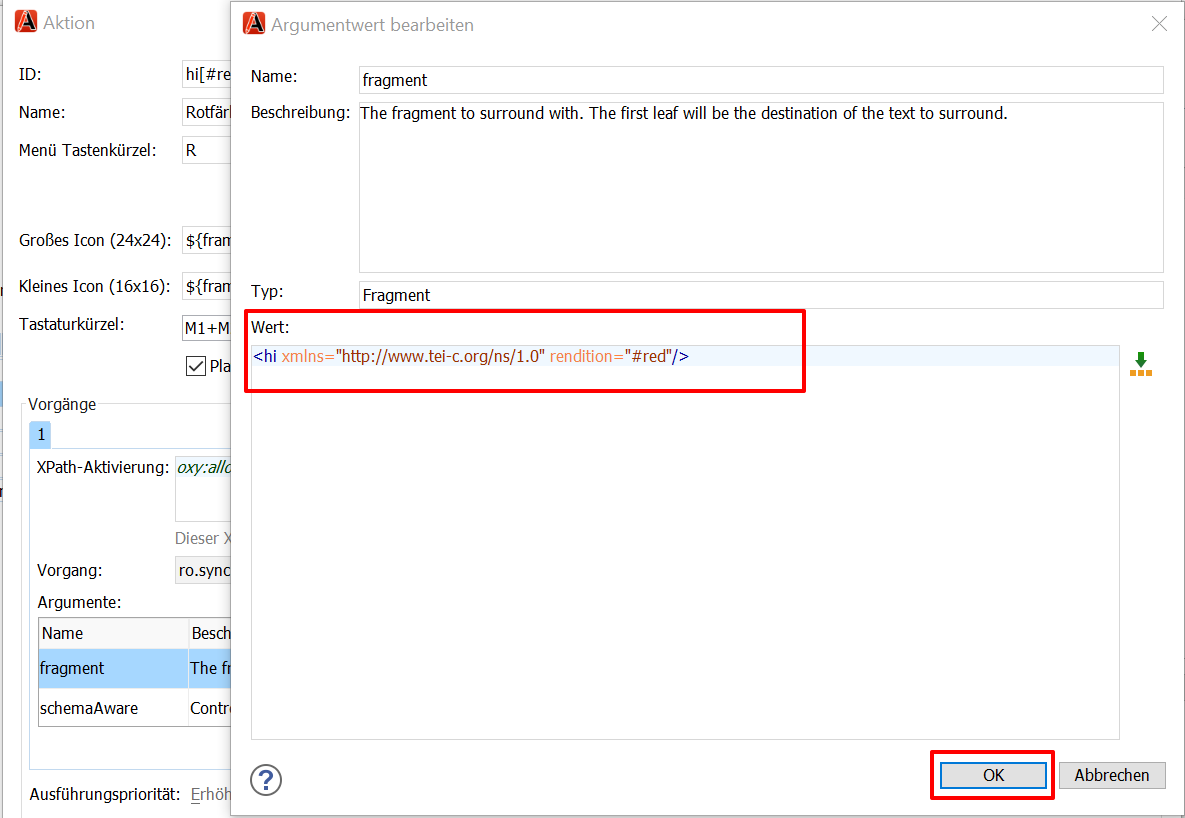 Aktion
ID:
hi[#re
Name:
Rotfärl
Menü Tastenkürzel:
R
Großes Icon (24x24):
${fram
Kleines Icon (16x16):
${fram
Tastaturkürzel:
M1+M
Pla
Vorgänge
1
XPath-Aktivierung:
oxy:allo
Dieser X
Vorgang:
ro.sync
Argumente:
Name
Besch
fragment
The fr
schemaAware
Contro
Ausführungspriorität:
Erhöh
Argumentwert bearbeiten
Name:
fragment
Beschreibung:
The fragment to surround with. The first leaf will be the destination of the text to surround.
Typ:
Fragment
Wert:
<hi xmlns="http://www.tei-c.org/ns/1.0" rendition="#red"/>
?
OK
Abbrechen